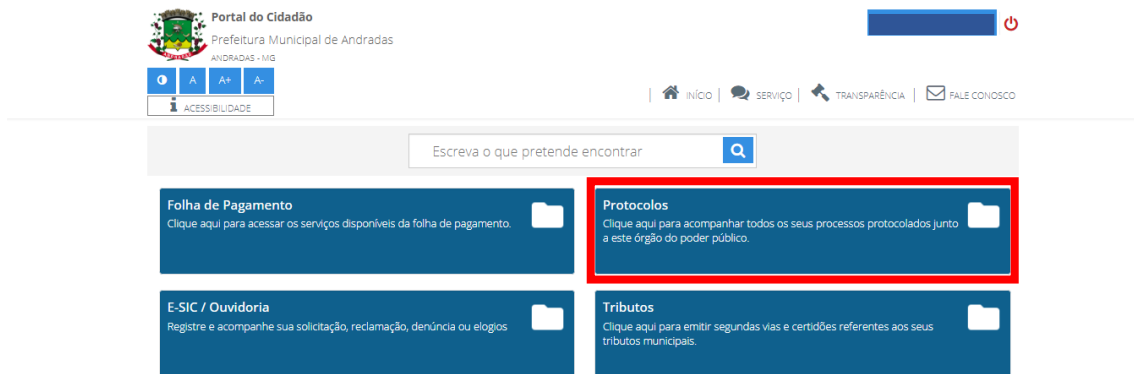 Portal do Cidadão
Prefeitura Municipal de Andradas
ANDRADAS - MG
A A+ A-
ACESSIBILIDADE
INÍCIO | SERVIÇO | TRANSPARÊNCIA | FALE CONOSCO
Escreva o que pretende encontrar
Folha de Pagamento
Clique aqui para acessar os serviços disponíveis da folha de pagamento.
Protocolos
Clique aqui para acompanhar todos os seus processos protocolados junto
a este órgão do poder público.
E-SIC / Ouvidoria
Registre e acompanhe sua solicitação, reclamação, denúncia ou elogios
Tributos
Clique aqui para emitir segundas vias e certidões referentes aos seus
tributos municipais.